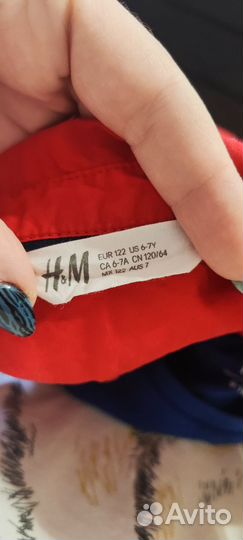 H&M
EUR 122 US 6-7Y
CA 6-7A CN 120/64
MX 122 AUS 7
Avito